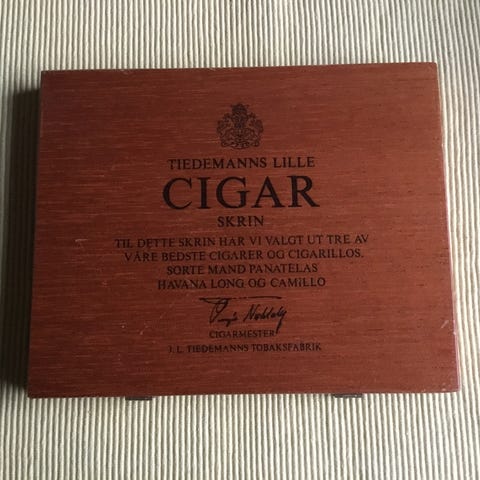 TIEDEMANNS LILLE
CIGAR
SKRIN
TIL DETTE SKRIN HAR VI VALGT UT TRE AV
VÅRE BEDSTE CIGARER OG CIGARILLOS.
SORTE MAND PANATELAS
HAVANA LONG OG CAMILLO
CIGARMESTER
J. L. TIEDEMANNS TOBAKSFABRIK